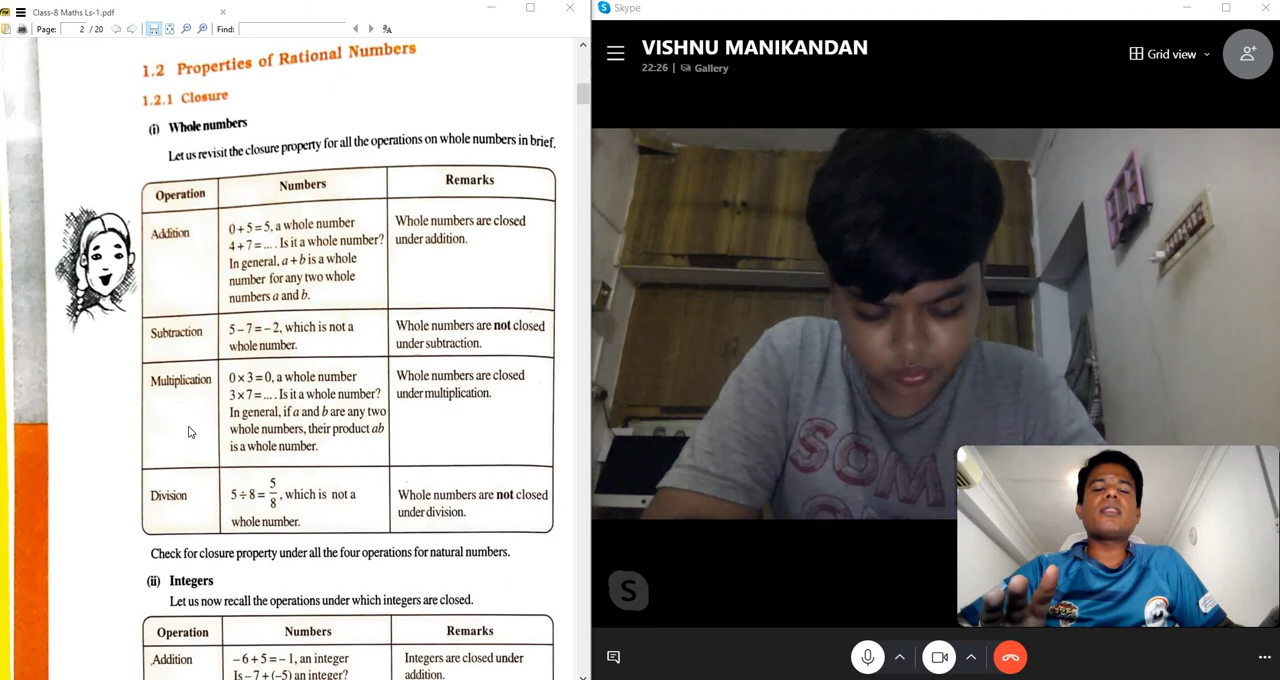 Class-8 Maths Ls-1.pdf
Page: 2 / 20 Find:
1.2 Properties of Rational Numbers
1.2.1 Closure
(i) Whole numbers
Let us revisit the closure property for all the operations on whole numbers in brief.
Operation Numbers Remarks
Addition
0 + 5 = 5, a whole number
4 + 7 = .... Is it a whole number?
In general, a + b is a whole
number for any two whole
numbers a and b.
Whole numbers are closed
under addition.
Subtraction
5 – 7 = – 2, which is not a
whole number.
Whole numbers are not closed
under subtraction.
Multiplication
0 × 3 = 0, a whole number
3 × 7 = .... Is it a whole number?
In general, if a and b are any two
whole numbers, their product ab
is a whole number.
Whole numbers are closed
under multiplication.
Division
5 ÷ 8 = 5/8, which is not a
whole number.
Whole numbers are not closed
under division.
Check for closure property under all the four operations for natural numbers.
(ii) Integers
Let us now recall the operations under which integers are closed.
Operation Numbers Remarks
Addition
– 6 + 5 = – 1, an integer
Is – 7 + (–5) an integer?
Integers are closed under
addition.
Skype
VISHNU MANIKANDAN
22:26 | Gallery
Grid view
SOM
S